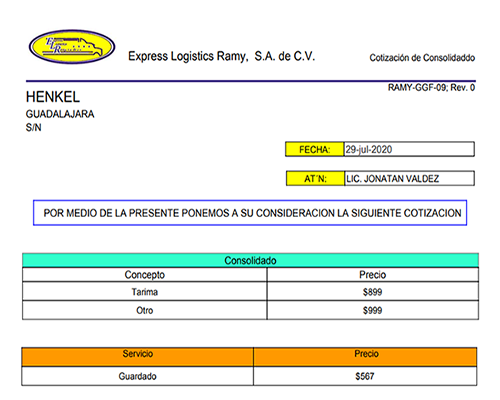 Express Logistics Ramy, S.A. de C.V.
Cotización de Consolidaddo
RAMY-GGF-09; Rev. 0
HENKEL
GUADALAJARA
S/N
FECHA: 29-jul-2020
AT´N: LIC. JONATAN VALDEZ
POR MEDIO DE LA PRESENTE PONEMOS A SU CONSIDERACION LA SIGUIENTE COTIZACION
Consolidado
Concepto Precio
Tarima $899
Otro $999
Servicio Precio
Guardado $567